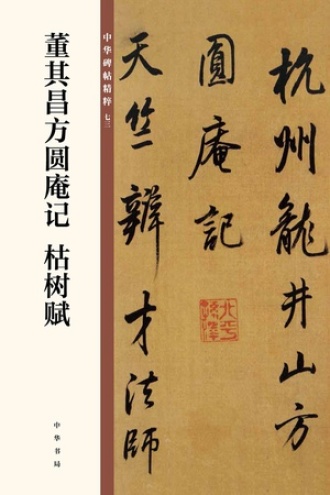 董其昌方圆庵记 枯树赋
中华碑帖精粹 七三
中华书局
杭州龍井山方
圓庵記
天竺辯才法師